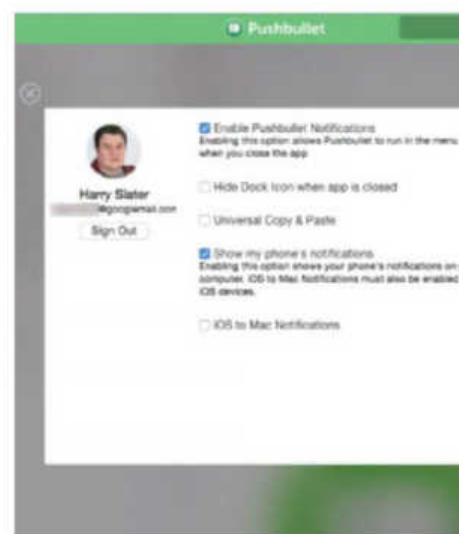 Pushbullet
Enable Pushbullet Notifications
Enabling this option allows Pushbullet to run in the menu
when you close the app
Hide Dock Icon when app is closed
Harry Slater
@googlemail.com
Universal Copy & Paste
Sign Out
Show my phone's notifications
Enabling this option shows your phone's notifications on
computer. iOS to Mac Notifications must also be enabled
iOS devices.
iOS to Mac Notifications